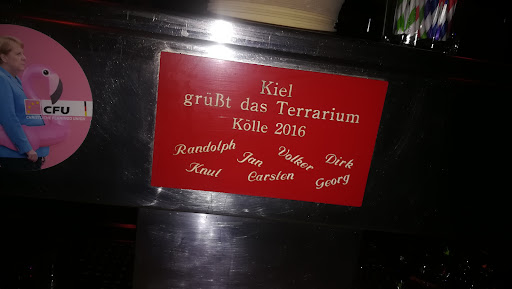 CFU
Kiel
grüßt das Terrarium
Kölle 2016
Randolph Jan Volker Dirk
Knut Carsten Georg